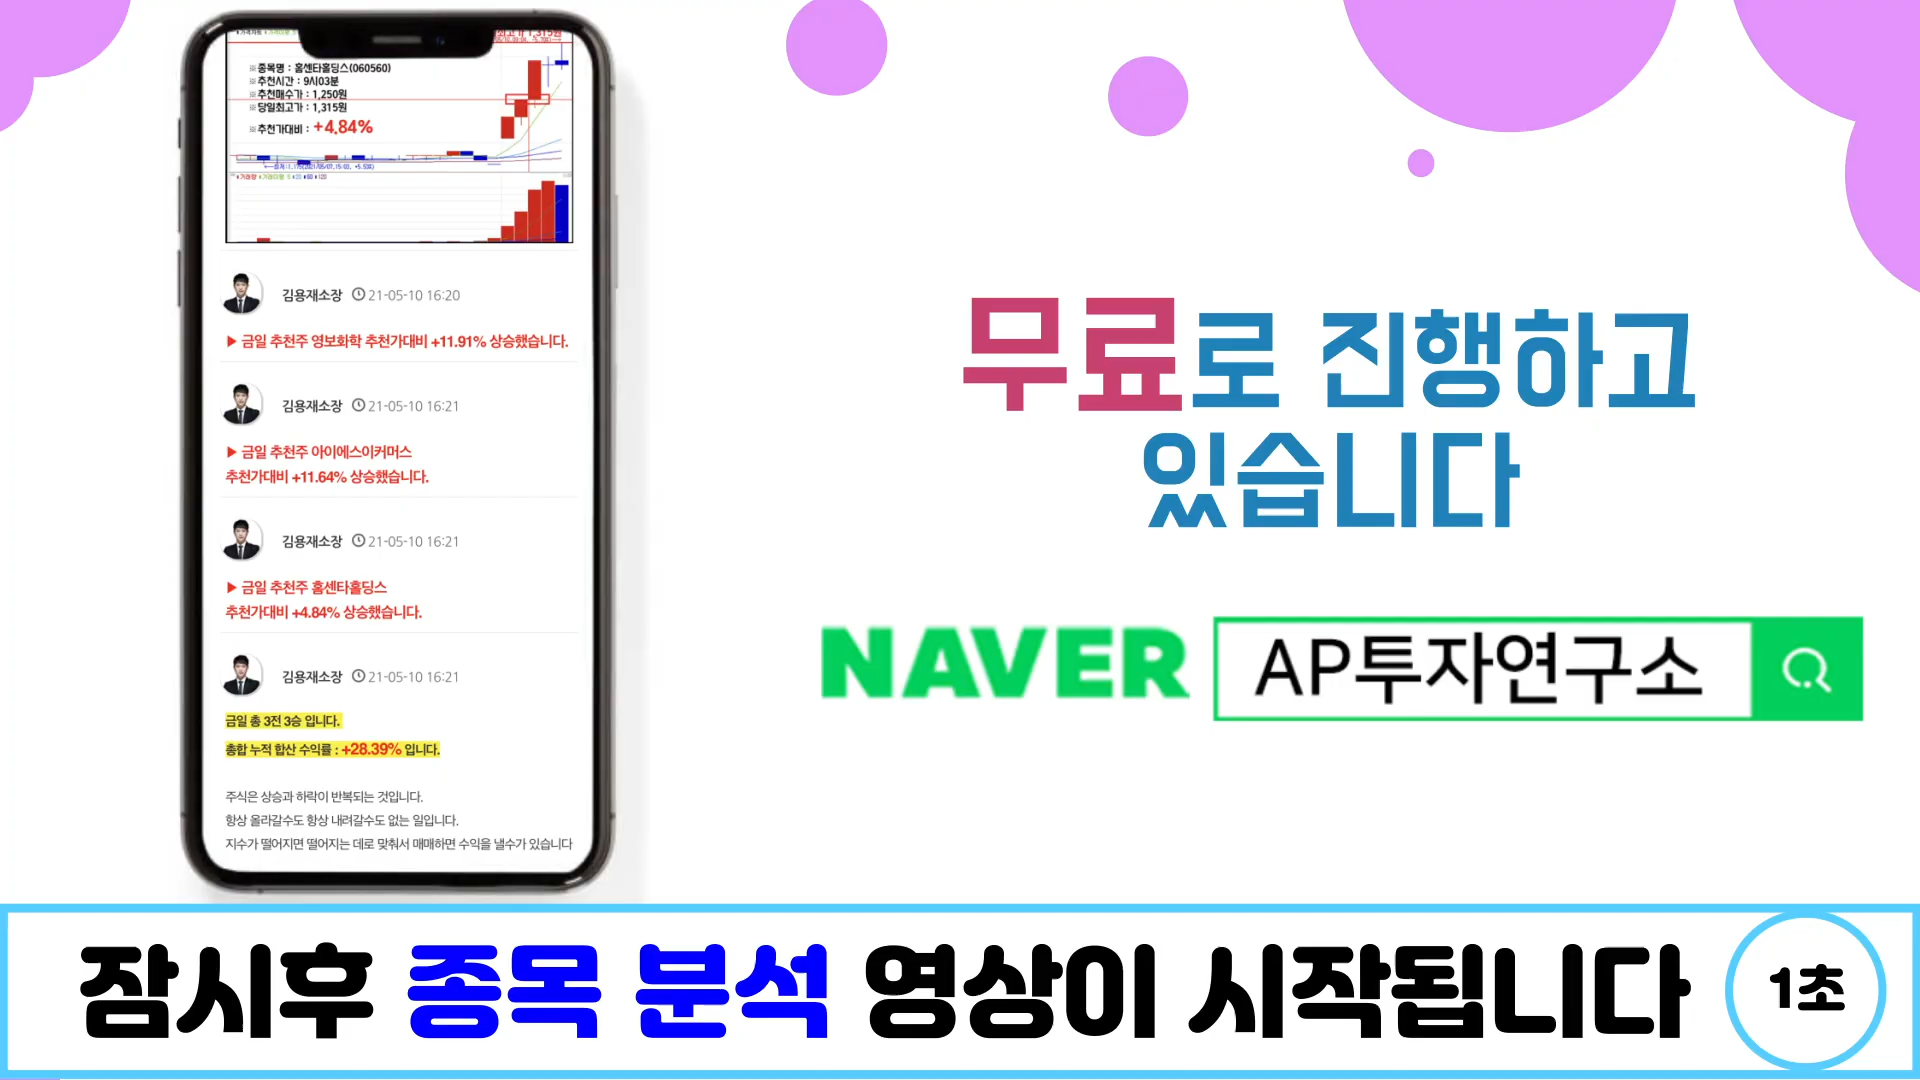 ※종목명 : 홈센타홀딩스(060560)
※추천시간 : 9시03분
※추천매수가 : 1,250원
※당일최고가 : 1,315원
※추천가대비 : +4.84%
김용재소장 21-05-10 16:20
▶ 금일 추천주 영보화학 추천가대비 +11.91% 상승했습니다.
김용재소장 21-05-10 16:21
▶ 금일 추천주 아이에스이커머스
추천가대비 +11.64% 상승했습니다.
김용재소장 21-05-10 16:21
▶ 금일 추천주 홈센타홀딩스
추천가대비 +4.84% 상승했습니다.
김용재소장 21-05-10 16:21
금일 총 3전 3승 입니다.
총합 누적 합산 수익률 : +28.39% 입니다.
주식은 상승과 하락이 반복되는 것입니다.
항상 올라갈수도 항상 내려갈수도 없는 일입니다.
지수가 떨어지면 떨어지는 데로 맞춰서 매매하면 수익을 낼수가 있습니다
무료로 진행하고
있습니다
NAVER AP투자연구소
잠시후 종목 분석 영상이 시작됩니다 1초